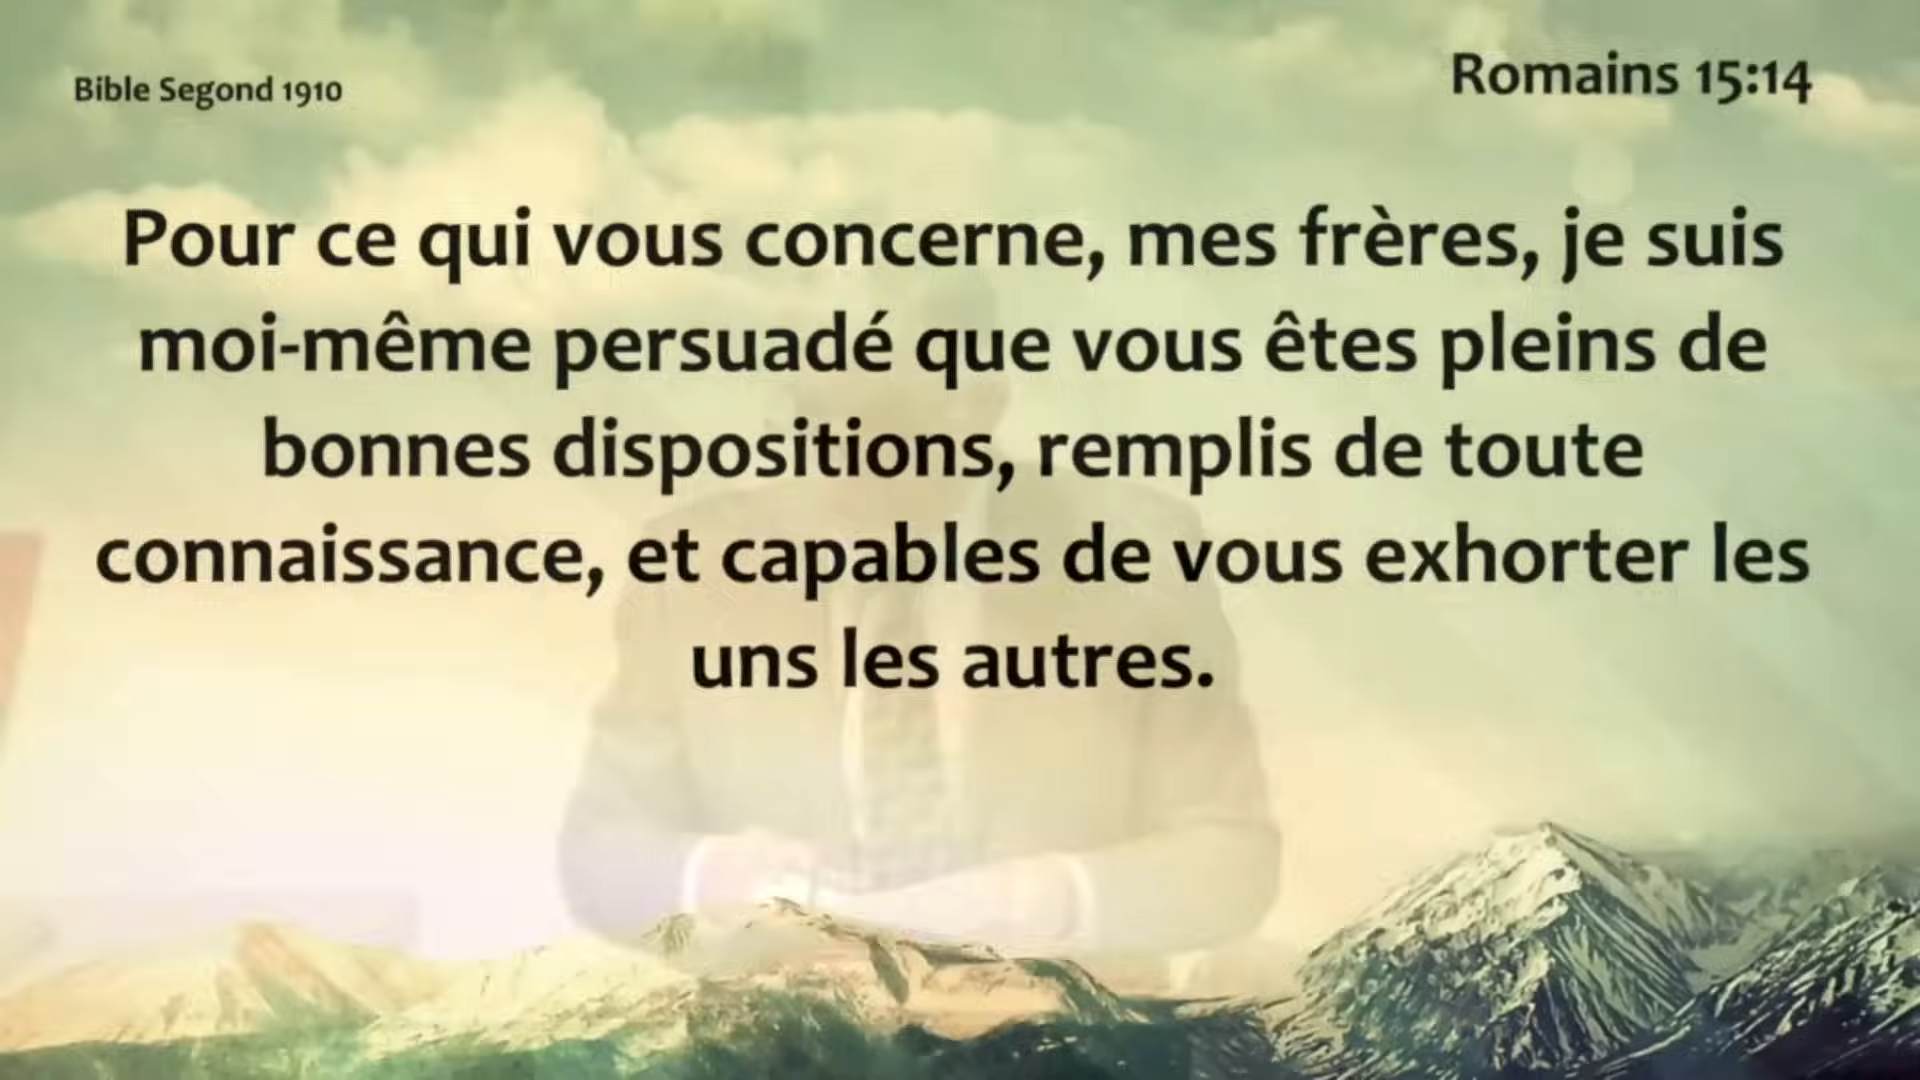 Bible Segond 1910
Romains 15:14
Pour ce qui vous concerne, mes frères, je suis
moi-même persuadé que vous êtes pleins de
bonnes dispositions, remplis de toute
connaissance, et capables de vous exhorter les
uns les autres.